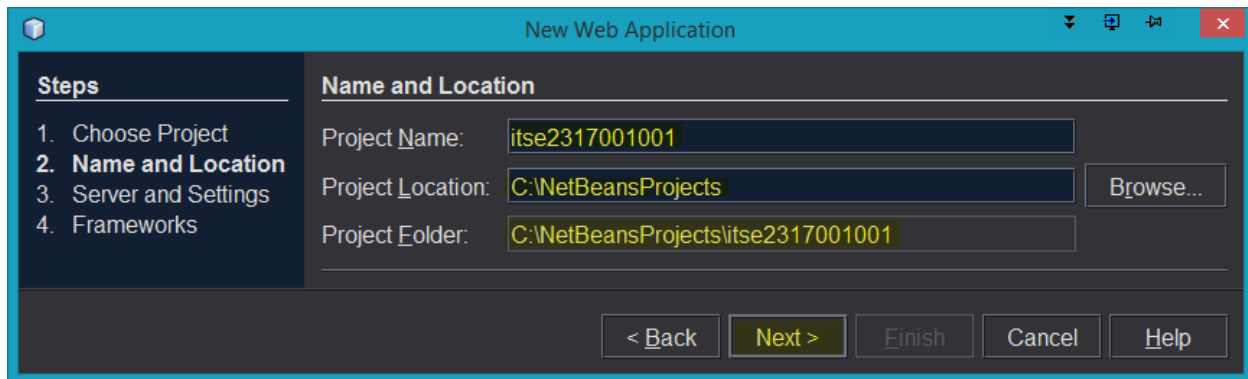 New Web Application
Steps
1. Choose Project
2. Name and Location
3. Server and Settings
4. Frameworks
Name and Location
Project Name: itse2317001001
Project Location: C:\NetBeansProjects Browse...
Project Folder: C:\NetBeansProjects\itse2317001001
< Back Next > Finish Cancel Help